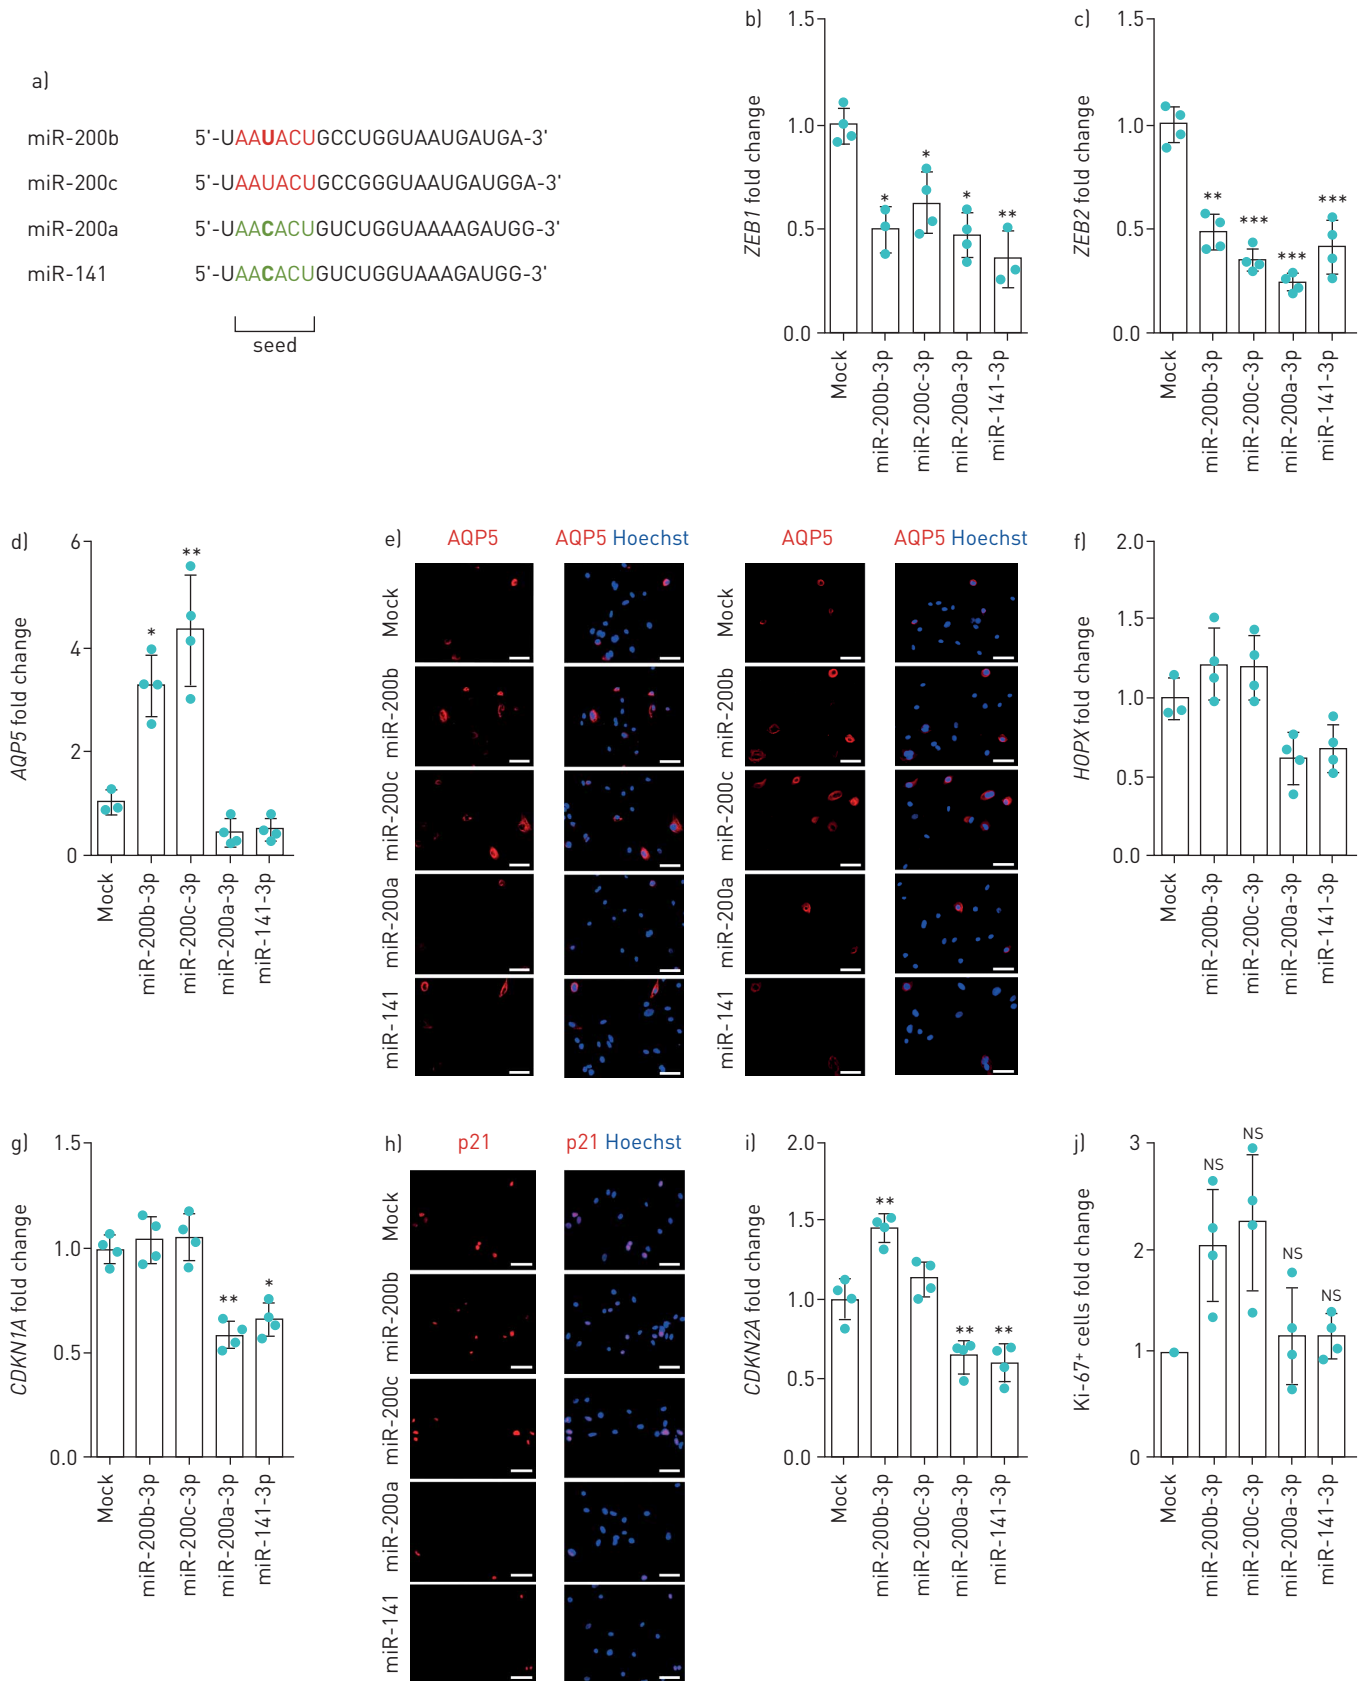 a)
miR-200b 5'-UAAUACUGCCUGGUAAUGAUGA-3'
miR-200c 5'-UAAUACUGCCGGGUAAUGAUGGA-3'
miR-200a 5'-UAACACUGUCUGGUAAAAGAUGG-3'
miR-141 5'-UAACACUGUCUGGUAAAGAUGG-3'
seed
b)
ZEB1 fold change
1.5
1.0
0.5
0.0
* * * **
Mock
miR-200b-3p
miR-200c-3p
miR-200a-3p
miR-141-3p
c)
ZEB2 fold change
1.5
1.0
0.5
0.0
** *** *** ***
Mock
miR-200b-3p
miR-200c-3p
miR-200a-3p
miR-141-3p
d)
AQP5 fold change
6
4
2
0
* **
Mock
miR-200b-3p
miR-200c-3p
miR-200a-3p
miR-141-3p
e)
AQP5 AQP5 Hoechst AQP5 AQP5 Hoechst
Mock Mock
miR-200b miR-200b
miR-200c miR-200c
miR-200a miR-200a
miR-141 miR-141
f)
HOPX fold change
2.0
1.5
1.0
0.5
0.0
Mock
miR-200b-3p
miR-200c-3p
miR-200a-3p
miR-141-3p
g)
CDKN1A fold change
1.5
1.0
0.5
0.0
** *
Mock
miR-200b-3p
miR-200c-3p
miR-200a-3p
miR-141-3p
h)
p21 p21 Hoechst
Mock
miR-200b
miR-200c
miR-200a
miR-141
i)
CDKN2A fold change
2.0
1.5
1.0
0.5
0.0
** ** **
Mock
miR-200b-3p
miR-200c-3p
miR-200a-3p
miR-141-3p
j)
Ki-67+ cells fold change
3
2
1
0
NS NS NS NS
Mock
miR-200b-3p
miR-200c-3p
miR-200a-3p
miR-141-3p